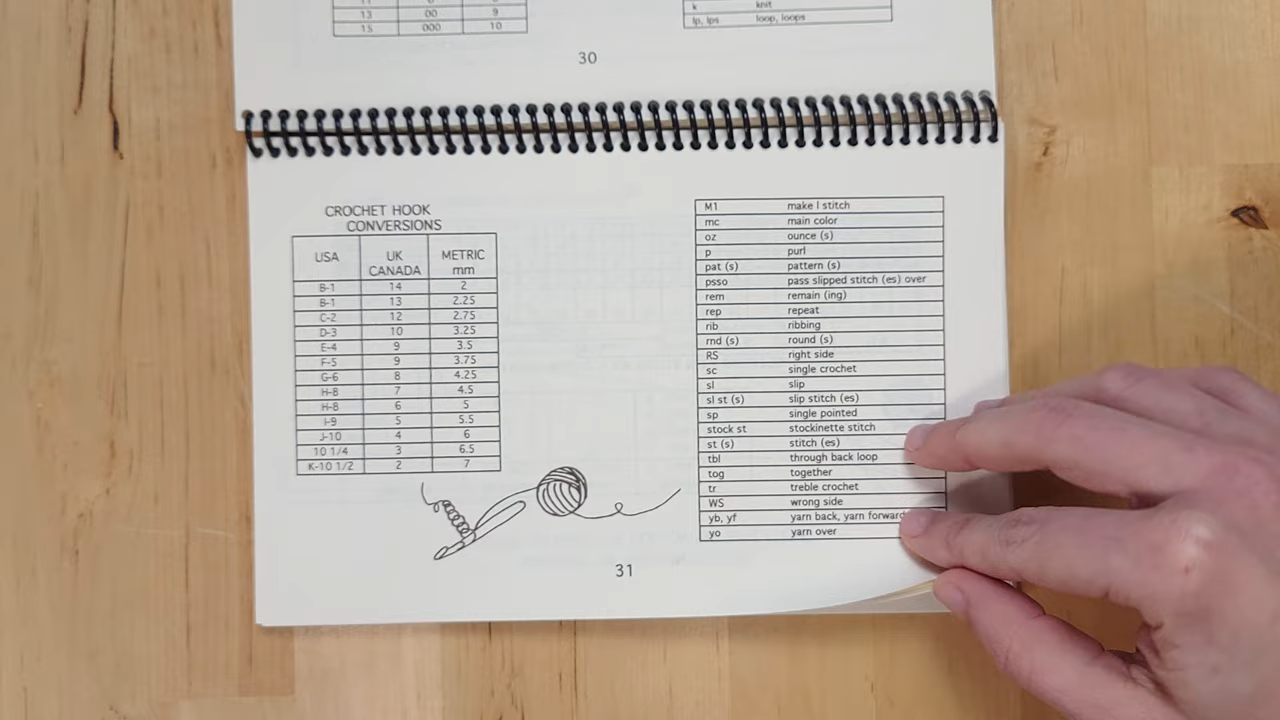 13 00 9
15 000 10
k knit
lp, lps loop, loops
30
CROCHET HOOK
CONVERSIONS
USA UK CANADA METRIC mm
B-1 14 2
B-1 13 2.25
C-2 12 2.75
D-3 10 3.25
E-4 9 3.5
F-5 9 3.75
G-6 8 4.25
H-8 7 4.5
H-8 6 5
I-9 5 5.5
J-10 4 6
10 1/4 3 6.5
K-10 1/2 2 7
M1 make 1 stitch
mc main color
oz ounce (s)
p purl
pat (s) pattern (s)
psso pass slipped stitch (es) over
rem remain (ing)
rep repeat
rib ribbing
rnd (s) round (s)
RS right side
sc single crochet
sl slip
sl st (s) slip stitch (es)
sp single pointed
stock st stockinette stitch
st (s) stitch (es)
tbl through back loop
tog together
tr treble crochet
WS wrong side
yb, yf yarn back, yarn forward
yo yarn over
31